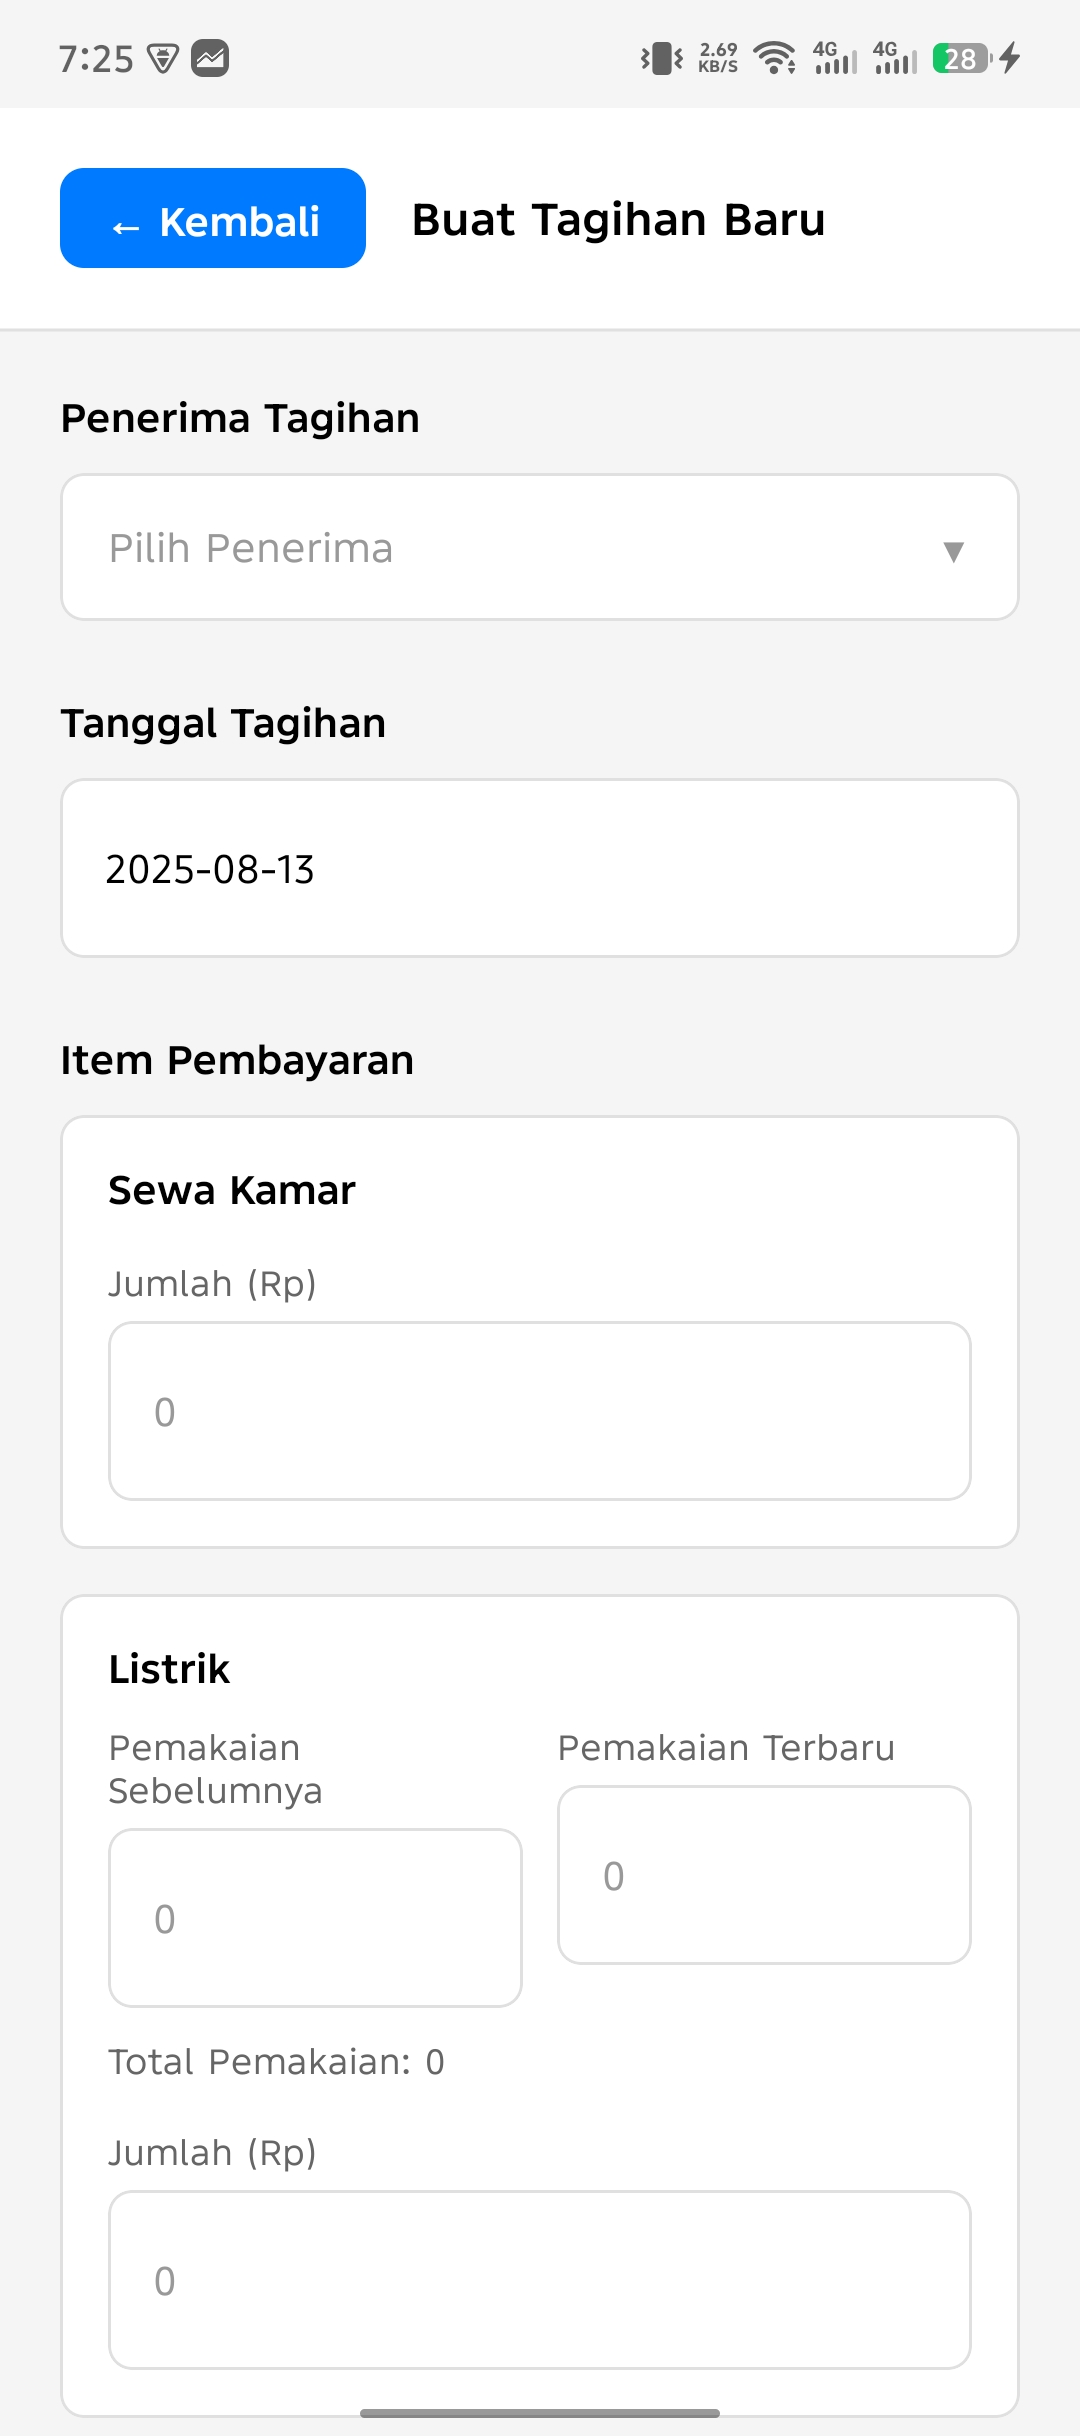 7:25
2.69
KB/S
4G
4G
28
← Kembali
Buat Tagihan Baru
Penerima Tagihan
Pilih Penerima
Tanggal Tagihan
2025-08-13
Item Pembayaran
Sewa Kamar
Jumlah (Rp)
0
Listrik
Pemakaian
Sebelumnya
0
Pemakaian Terbaru
0
Total Pemakaian: 0
Jumlah (Rp)
0